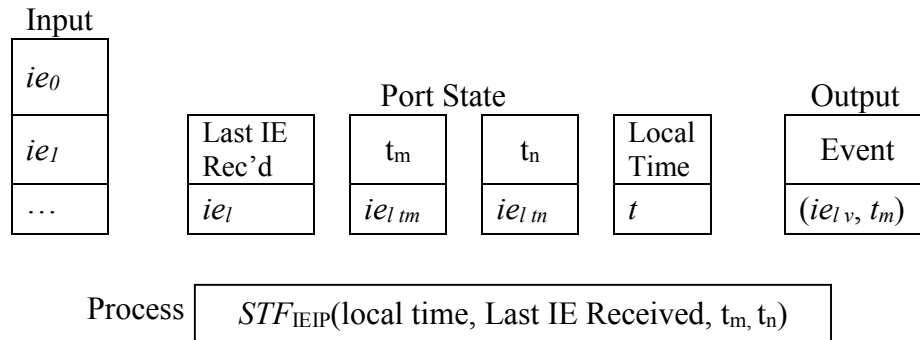 Input
ie0
ie1
…
Port State
Last IE Rec’d
tm
tn
Local Time
iel
iel tm
iel tn
t
Output
Event
(iel v, tm)
Process
STFIEIP(local time, Last IE Received, tm, tn)